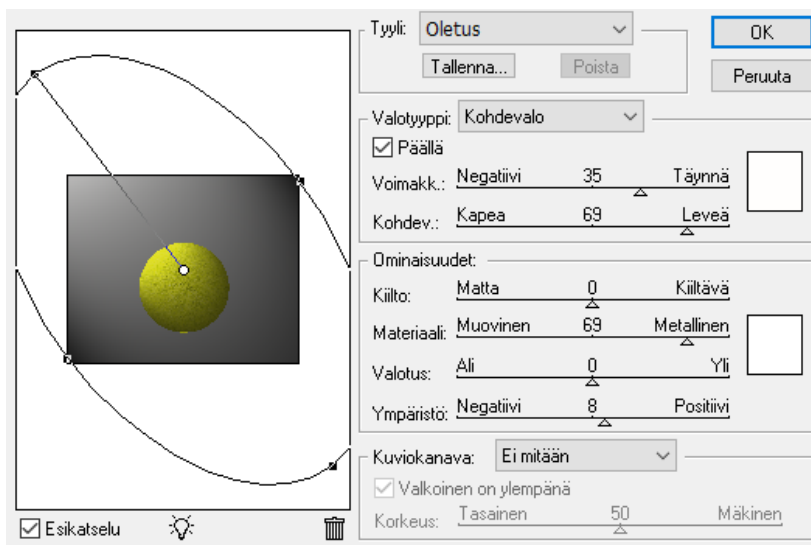 Tyyli: Oletus
Tallenna... Poista
OK
Peruuta
Valotyyppi: Kohdevalo
Päällä
Voimakk.: Negatiivi 35 Täynnä
Kohdev.: Kapea 69 Leveä
Ominaisuudet:
Kiilto: Matta 0 Kiiltävä
Materiaali: Muovinen 69 Metallinen
Valotus: Ali 0 Yli
Ympäristö: Negatiivi 8 Positiivi
Kuviokanava: Ei mitään
Valkoinen on ylempänä
Korkeus: Tasainen 50 Mäkinen
Esikatselu